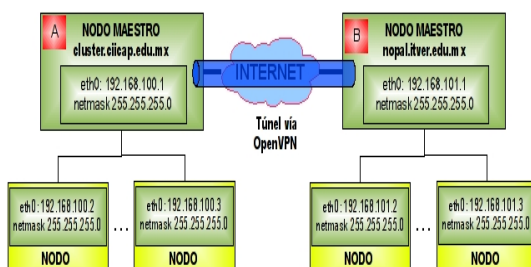 A
NODO MAESTRO
cluster.ciicap.edu.mx
eth0: 192.168.100.1
netmask 255.255.255.0
INTERNET
Túnel vía
OpenVPN
B
NODO MAESTRO
nopal.itver.edu.mx
eth0: 192.168.101.1
netmask 255.255.255.0
eth0: 192.168.100.2
netmask 255.255.255.0
NODO
...
eth0: 192.168.100.3
netmask 255.255.255.0
NODO
eth0: 192.168.101.2
netmask 255.255.255.0
NODO
...
eth0: 192.168.101.3
netmask 255.255.255.0
NODO